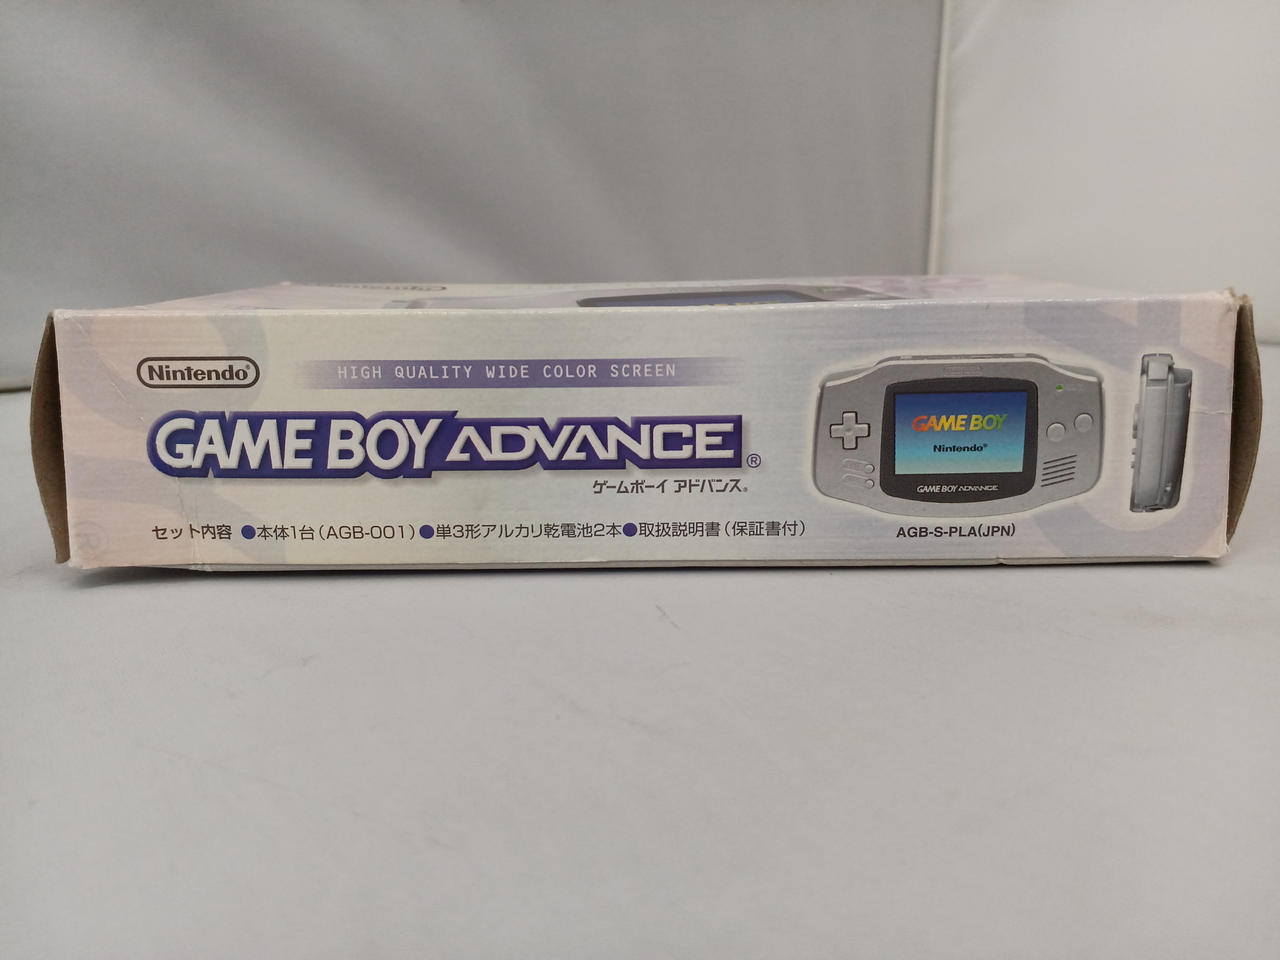 Nintendo®
HIGH QUALITY WIDE COLOR SCREEN
GAME BOY ADVANCE®
ゲームボーイ アドバンス®
セット内容 ●本体1台(AGB-001)●単3形アルカリ乾電池2本●取扱説明書(保証書付)
GAME BOY
Nintendo®
GAME BOY ADVANCE
AGB-S-PLA(JPN)